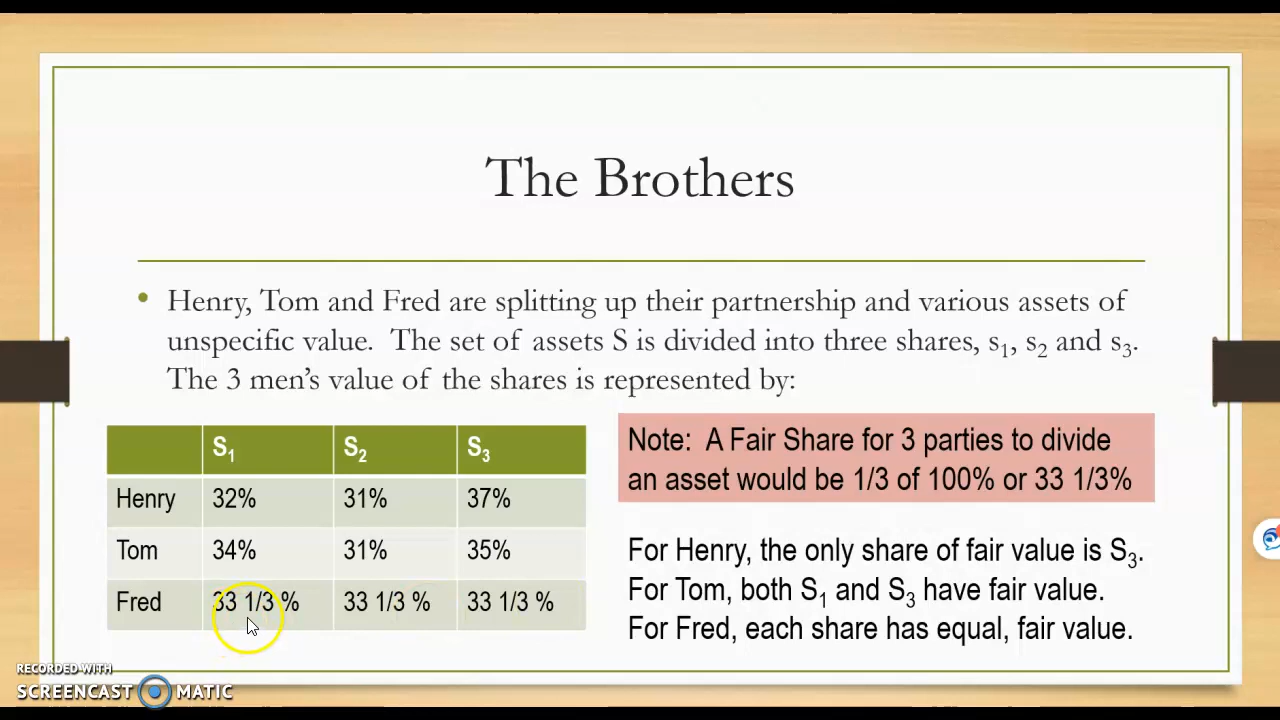 The Brothers
• Henry, Tom and Fred are splitting up their partnership and various assets of
unspecific value. The set of assets S is divided into three shares, s₁, s₂ and s₃.
The 3 men's value of the shares is represented by:
S₁ S₂ S₃
Henry 32% 31% 37%
Tom 34% 31% 35%
Fred 33 1/3 % 33 1/3 % 33 1/3 %
Note: A Fair Share for 3 parties to divide
an asset would be 1/3 of 100% or 33 1/3%
For Henry, the only share of fair value is S₃.
For Tom, both S₁ and S₃ have fair value.
For Fred, each share has equal, fair value.
RECORDED WITH
SCREENCAST MATIC